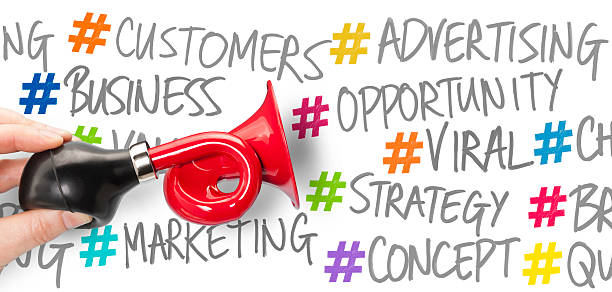 NG #CUSTOMERS #ADVERTISING
#BUSINESS #OPPORTUNITY
# #VIRAL #CH
#STRATEGY #BR
NG #MARKETING #CONCEPT #QU